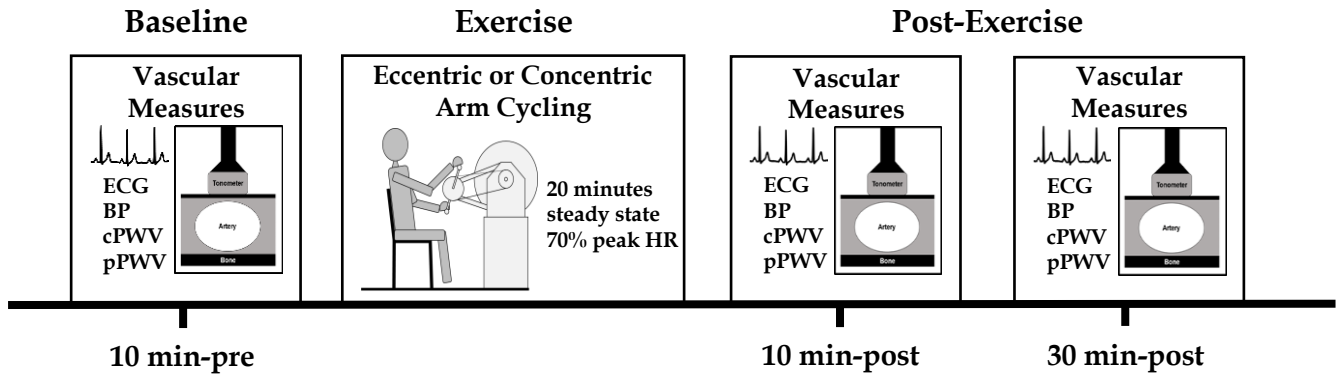 Baseline
Exercise
Post-Exercise
Vascular
Measures
ECG
BP
cPWV
pPWV
Tonometer
Artery
Bone
Eccentric or Concentric
Arm Cycling
20 minutes
steady state
70% peak HR
Vascular
Measures
ECG
BP
cPWV
pPWV
Tonometer
Artery
Bone
Vascular
Measures
ECG
BP
cPWV
pPWV
Tonometer
Artery
Bone
10 min-pre
10 min-post
30 min-post